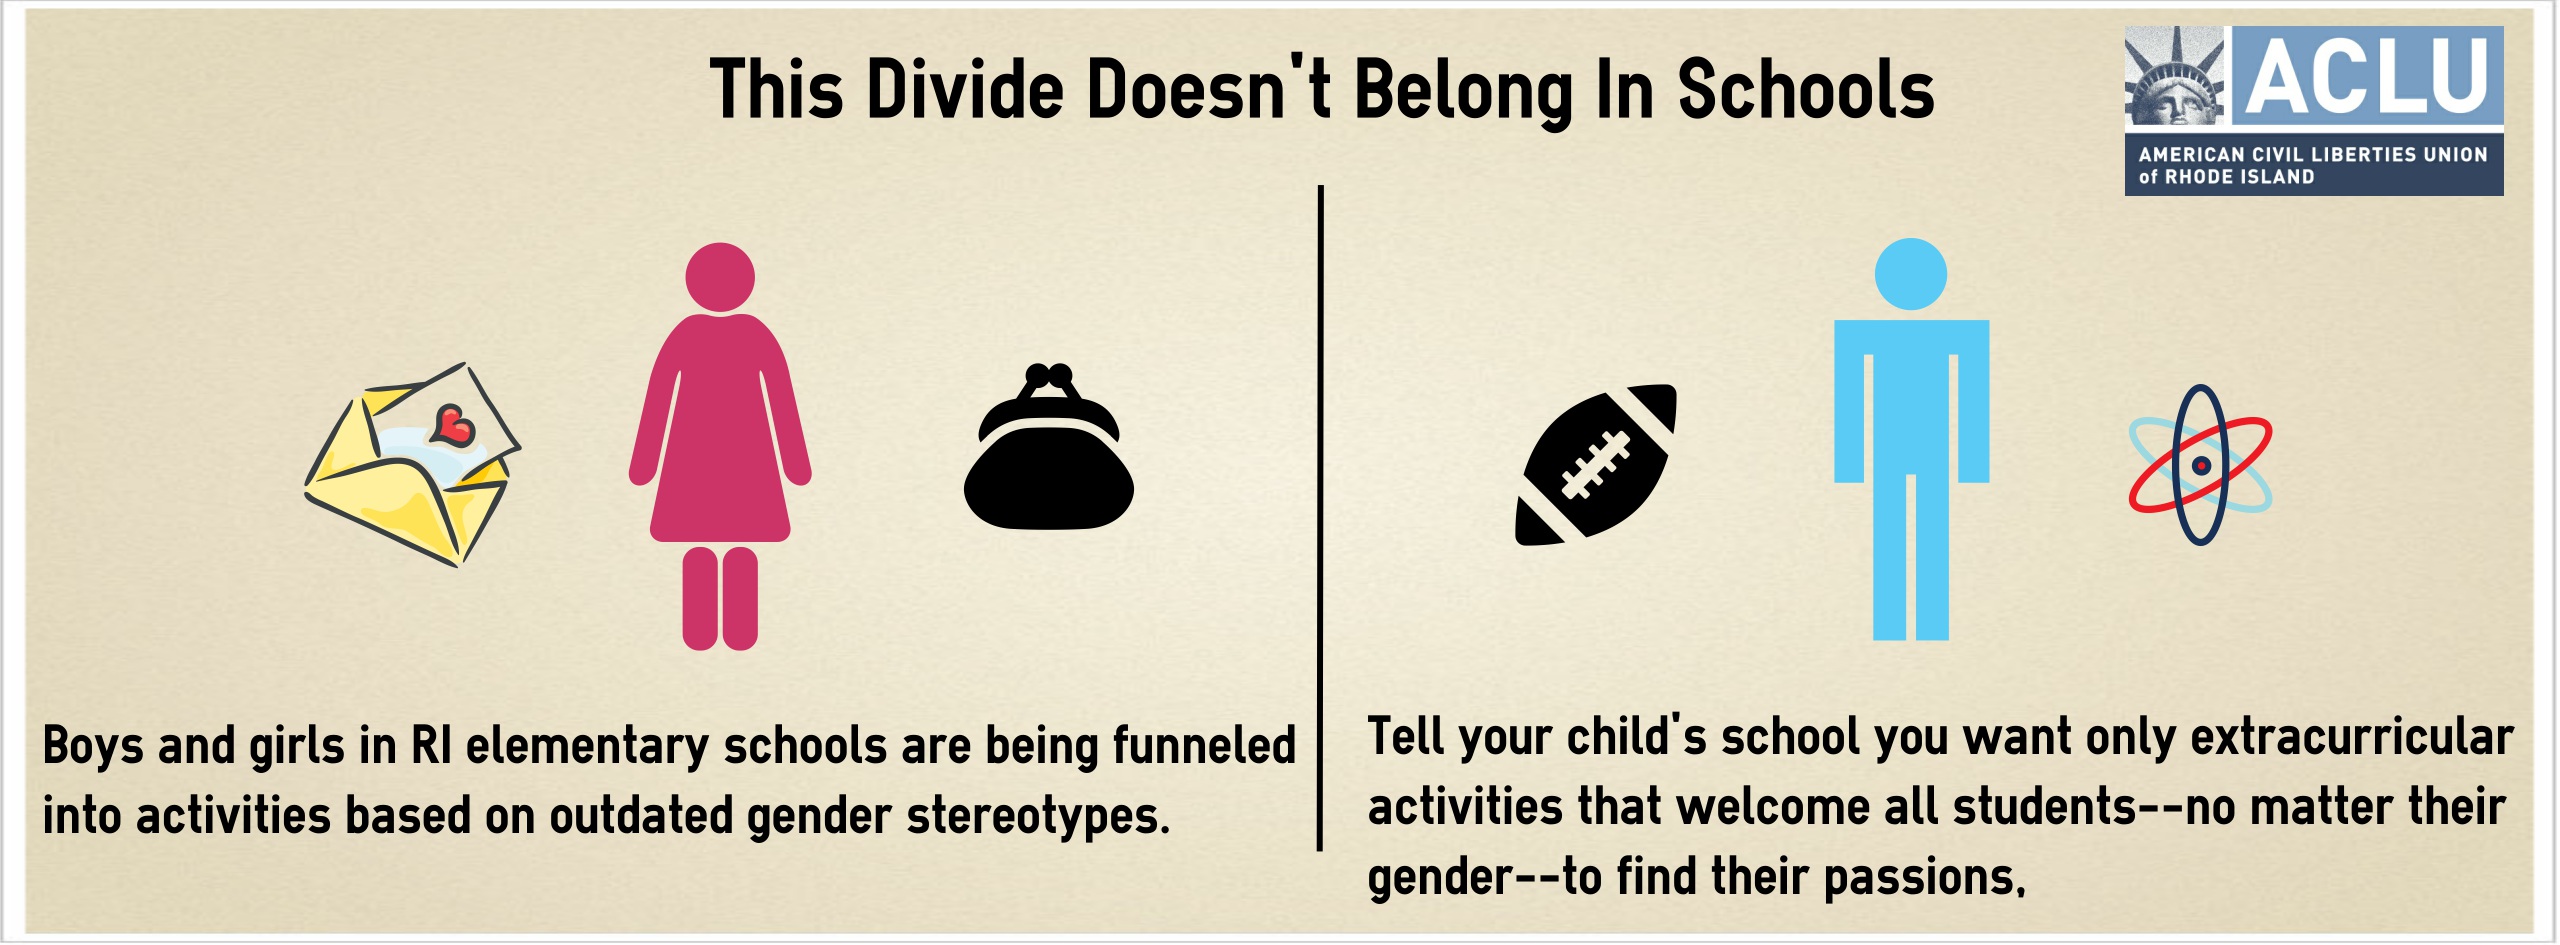 This Divide Doesn't Belong In Schools
ACLU
AMERICAN CIVIL LIBERTIES UNION
of RHODE ISLAND
Boys and girls in RI elementary schools are being funneled
into activities based on outdated gender stereotypes.
Tell your child's school you want only extracurricular
activities that welcome all students--no matter their
gender--to find their passions,